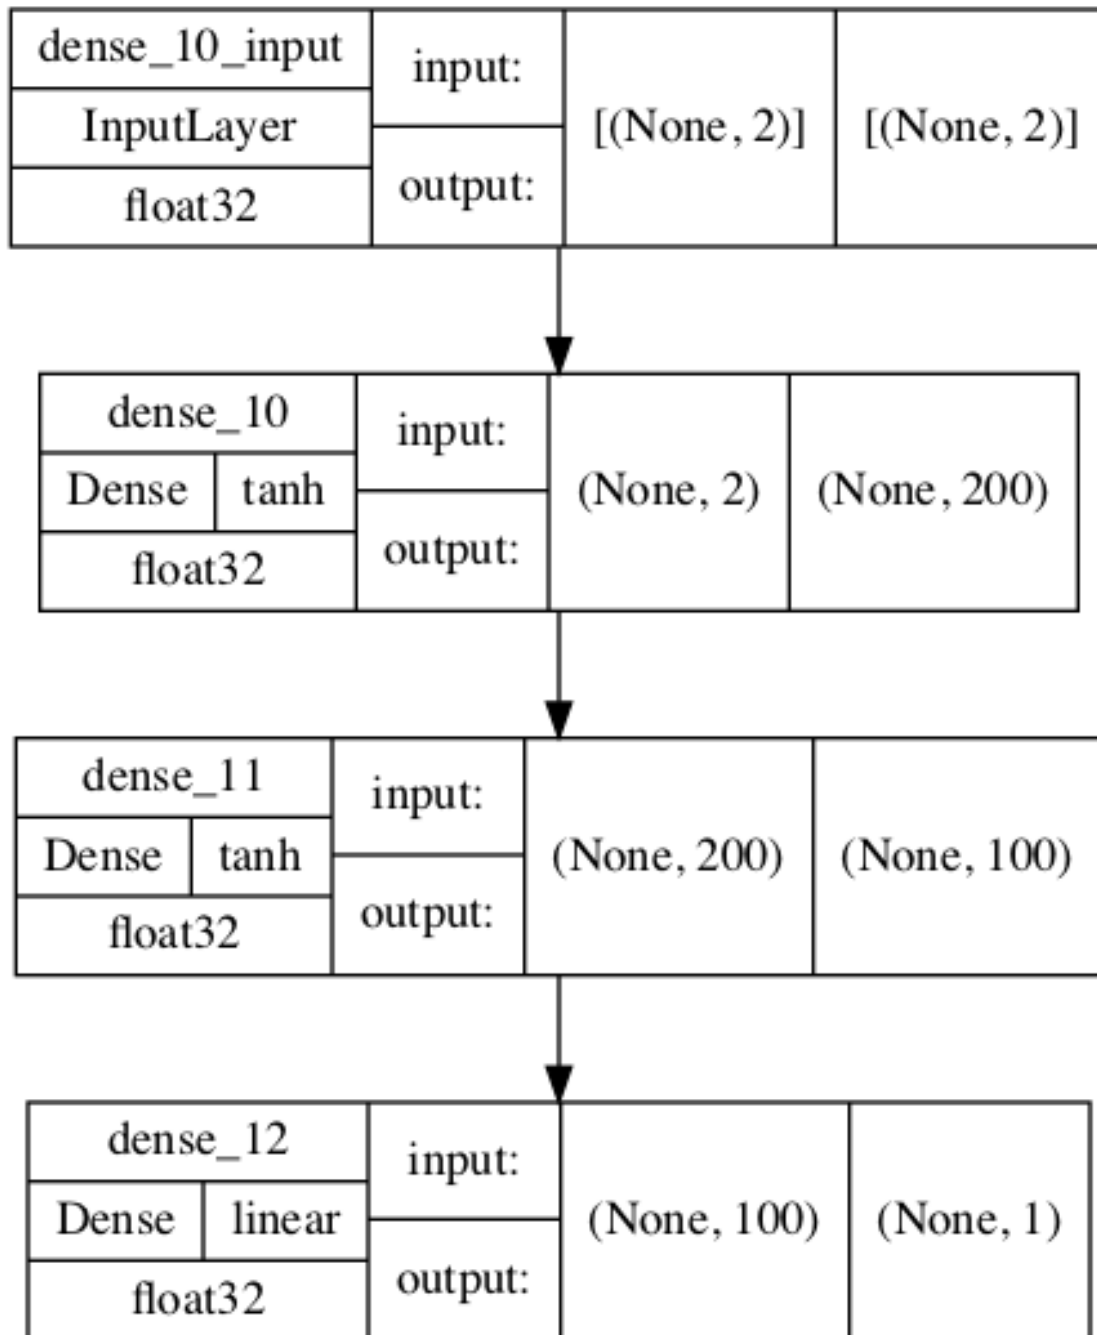 dense_10_input
InputLayer
float32
input:
output:
[(None, 2)]
[(None, 2)]
dense_10
Dense
tanh
float32
input:
output:
(None, 2)
(None, 200)
dense_11
Dense
tanh
float32
input:
output:
(None, 200)
(None, 100)
dense_12
Dense
linear
float32
input:
output:
(None, 100)
(None, 1)